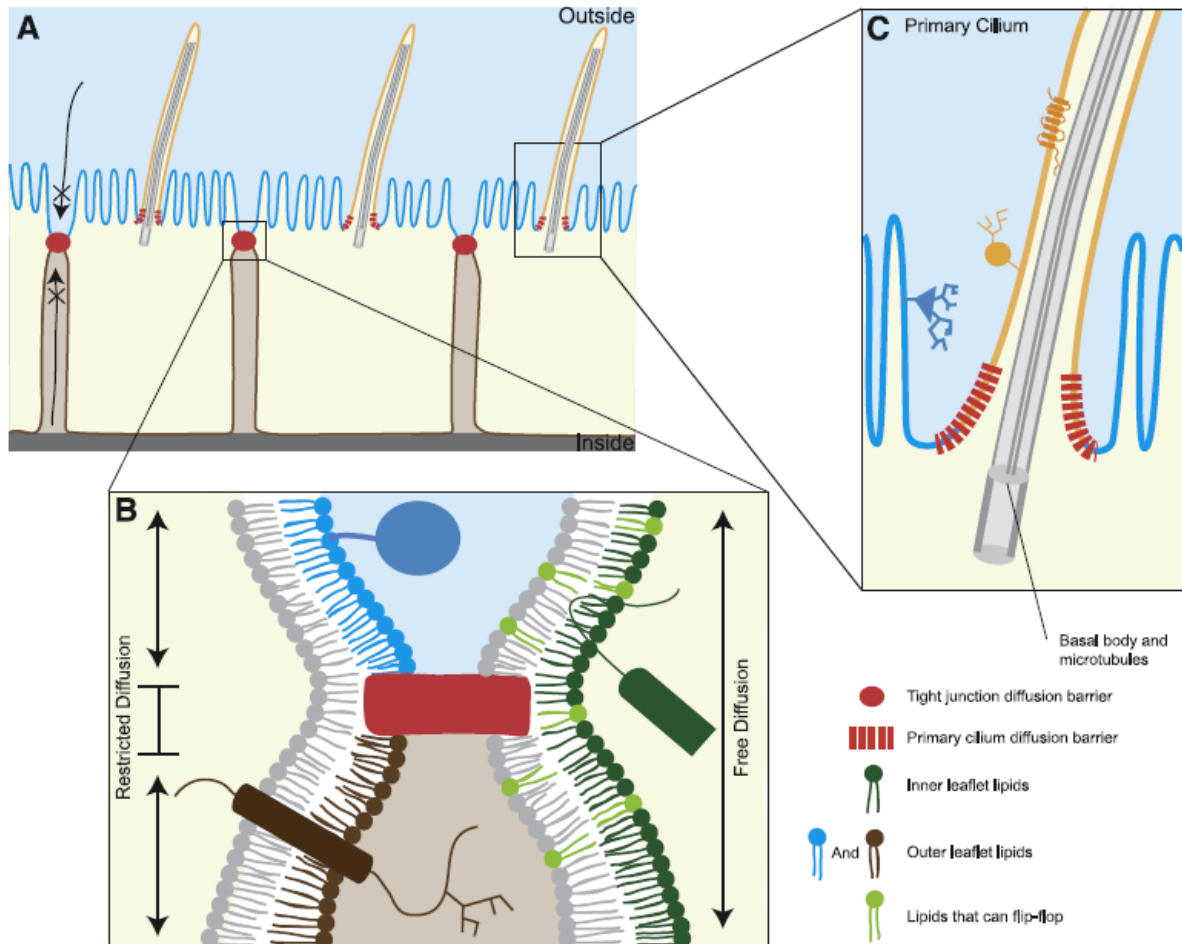 A
Outside
Inside
C
Primary Cilium
Basal body and
microtubules
B
Restricted Diffusion
Free Diffusion
Tight junction diffusion barrier
Primary cilium diffusion barrier
Inner leaflet lipids
And
Outer leaflet lipids
Lipids that can flip-flop